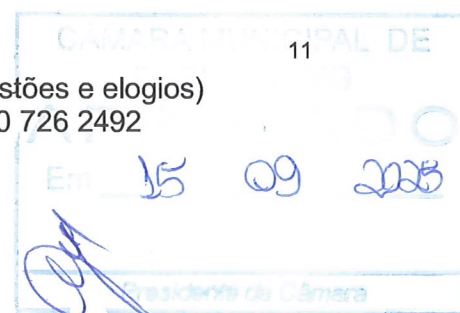 CÂMARA MUNICIPAL DE
11
stões e elogios)
0 726 2492
Em 15 09 2025
Presidente da Câmara